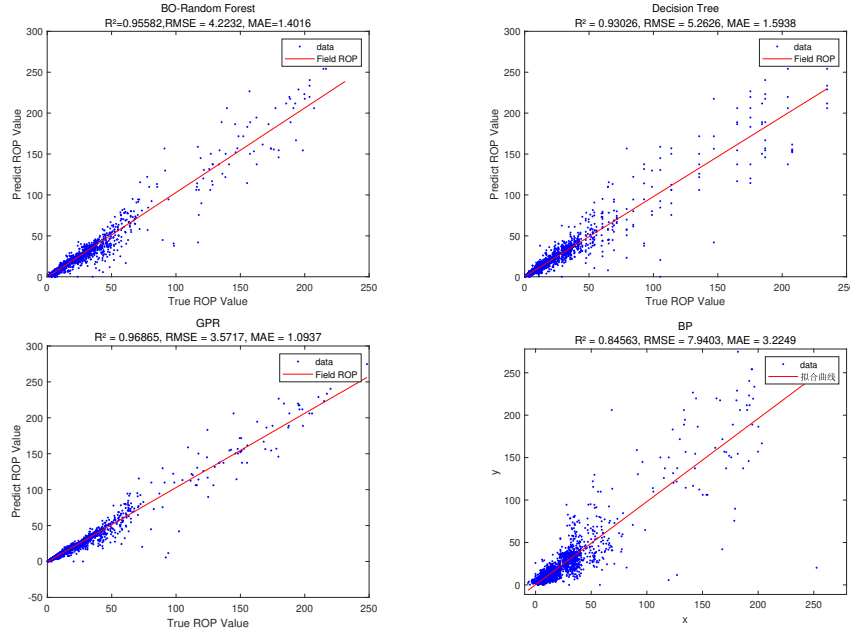 BO-Random Forest
R²=0.95582,RMSE = 4.2232, MAE=1.4016
300
250
200
150
100
50
0
0 50 100 150 200 250
Predict ROP Value
True ROP Value
data
Field ROP
Decision Tree
R² = 0.93026, RMSE = 5.2626, MAE = 1.5938
300
250
200
150
100
50
0
0 50 100 150 200 250
Predict ROP Value
True ROP Value
data
Field ROP
GPR
R² = 0.96865, RMSE = 3.5717, MAE = 1.0937
300
250
200
150
100
50
0
-50
0 50 100 150 200 250
Predict ROP Value
True ROP Value
data
Field ROP
BP
R² = 0.84563, RMSE = 7.9403, MAE = 3.2249
250
200
150
100
50
0
0 50 100 150 200 250
y
x
data
拟合曲线